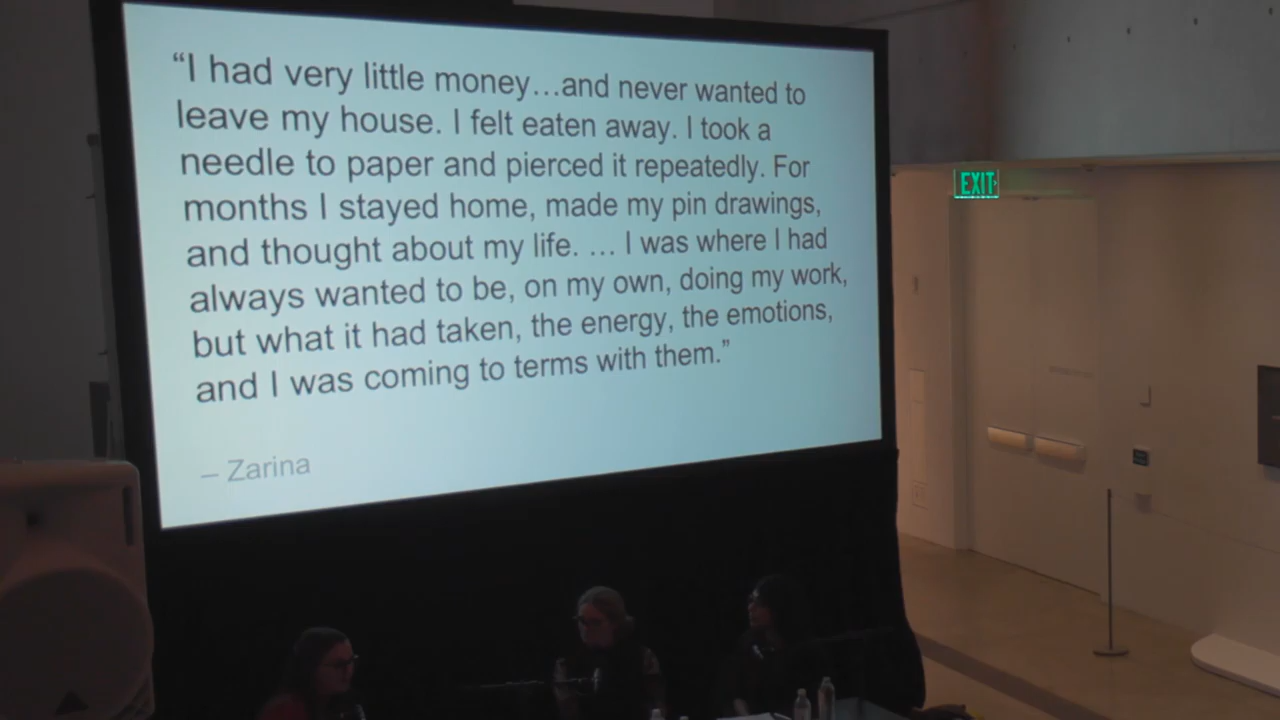 “I had very little money…and never wanted to
leave my house. I felt eaten away. I took a
needle to paper and pierced it repeatedly. For
months I stayed home, made my pin drawings,
and thought about my life. … I was where I had
always wanted to be, on my own, doing my work,
but what it had taken, the energy, the emotions,
and I was coming to terms with them.”
– Zarina
EXIT